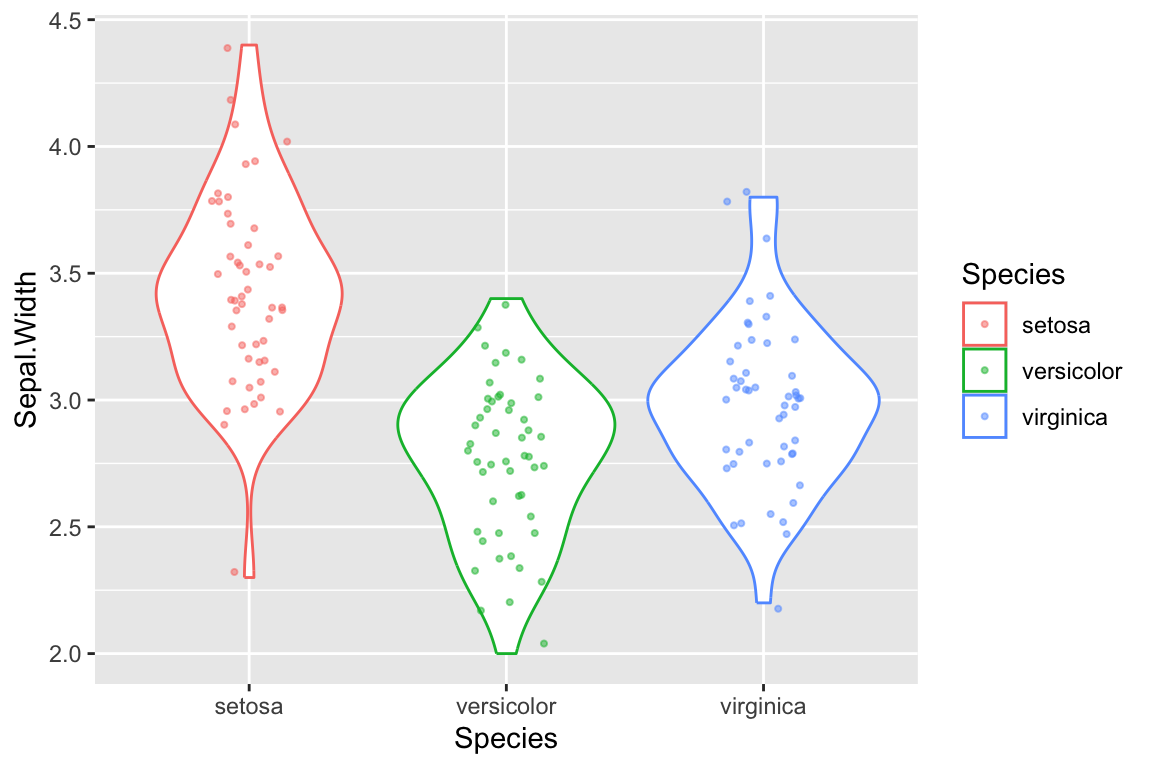 4.5
4.0
3.5
3.0
2.5
2.0
Sepal.Width
setosa
versicolor
virginica
Species
Species
setosa
versicolor
virginica